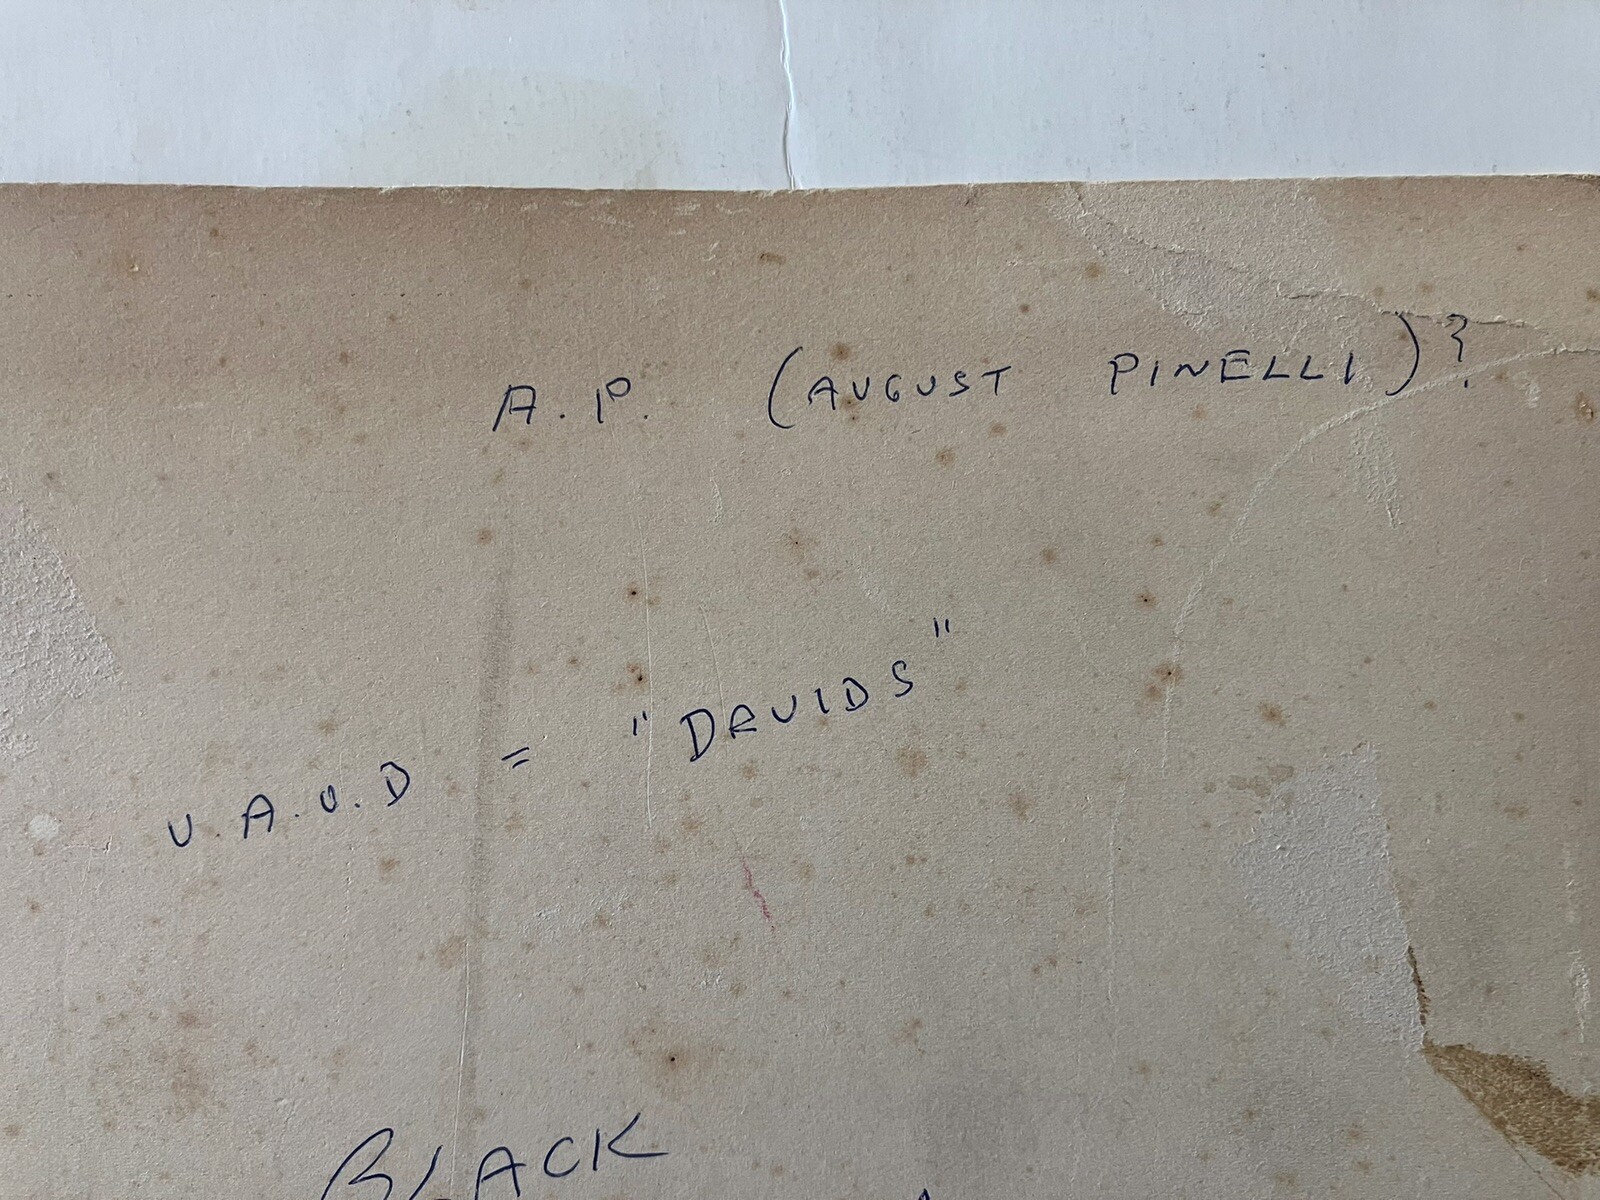 A.P. (AUGUST PINELLI)?
U.A.O.D = "DRUIDS"
BLACK